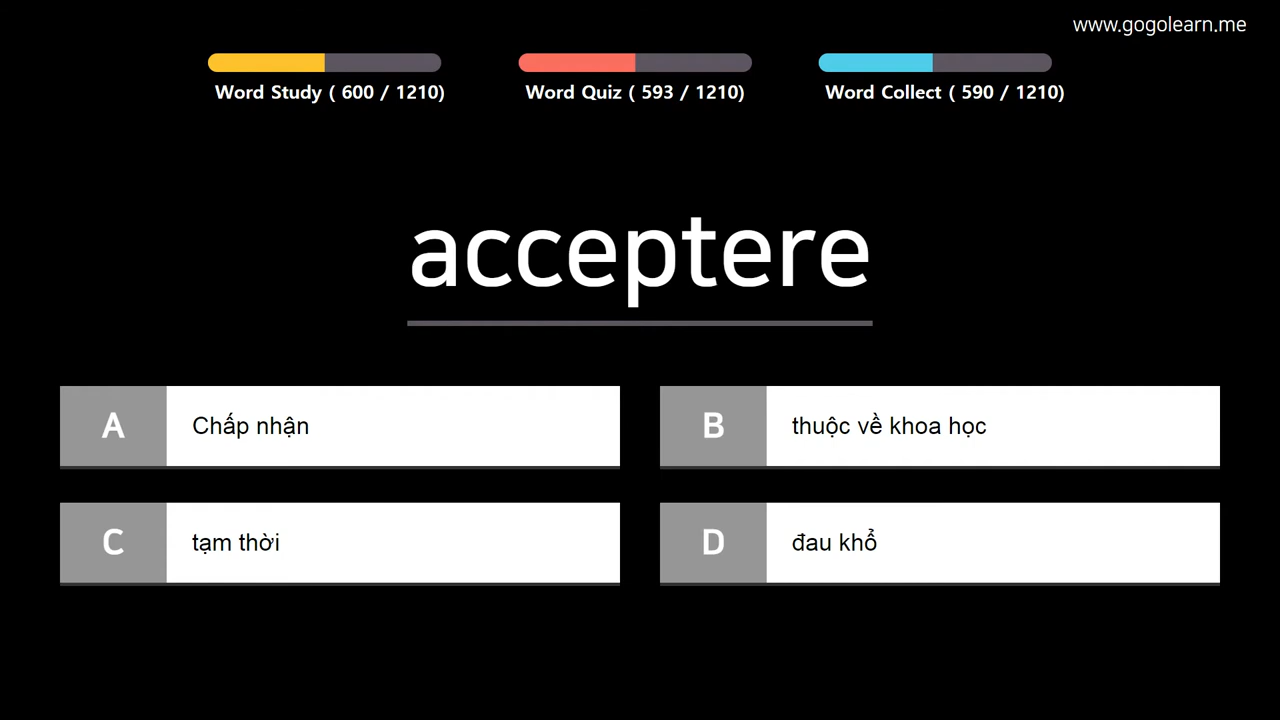 www.gogolearn.me
Word Study ( 600 / 1210)
Word Quiz ( 593 / 1210)
Word Collect ( 590 / 1210)
acceptere
A
Chấp nhận
B
thuộc về khoa học
C
tạm thời
D
đau khổ